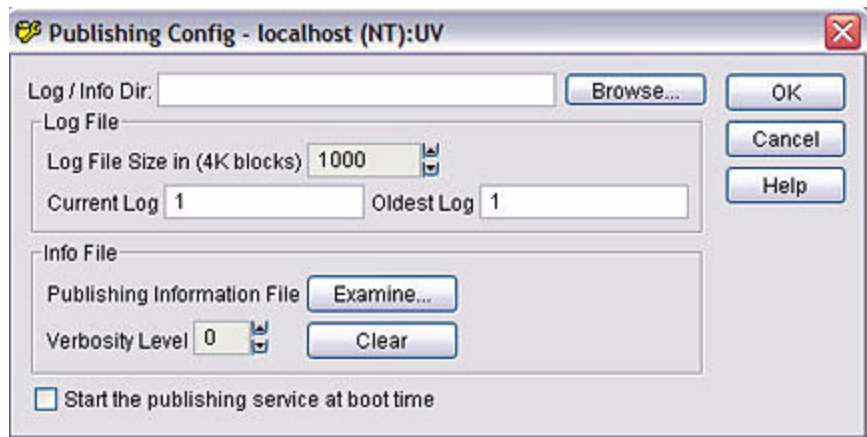 Publishing Config - localhost (NT):UV
Log / Info Dir: Browse... OK
Log File
Cancel
Log File Size in (4K blocks) 1000
Help
Current Log 1 Oldest Log 1
Info File
Publishing Information File Examine...
Verbosity Level 0 Clear
Start the publishing service at boot time